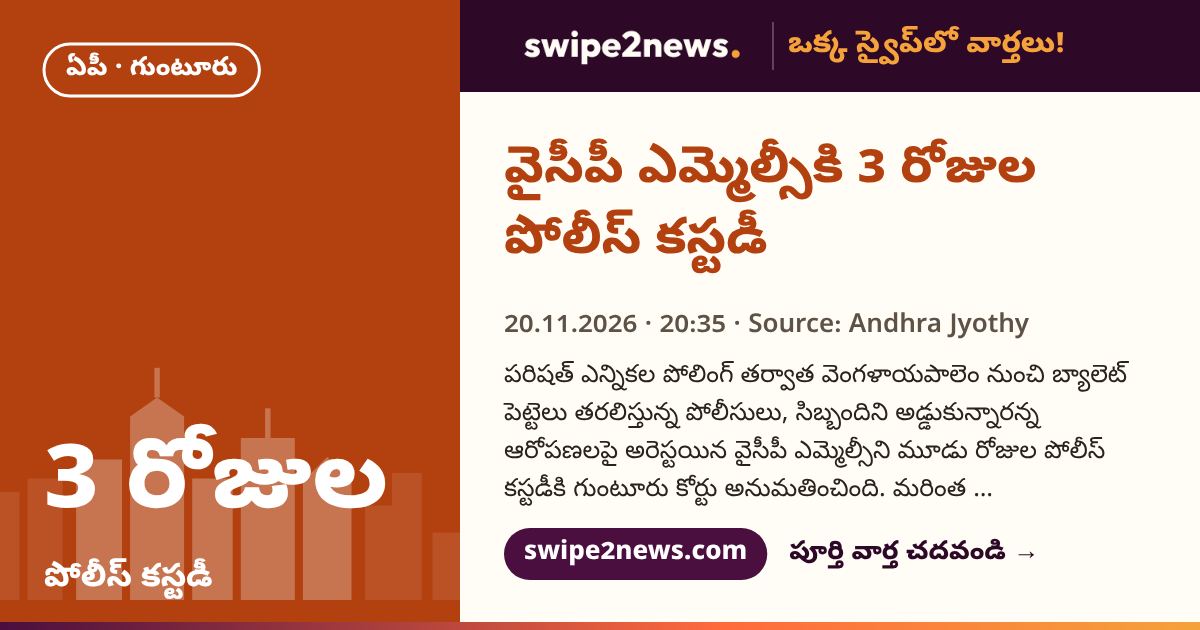 ఏపీ · గుంటూరు
3 రోజుల
పోలీస్ కస్టడీ
swipe2news.
ఒక్క స్వైప్‌లో వార్తలు!
వైసీపీ ఎమ్మెల్సీకి 3 రోజుల
పోలీస్ కస్టడీ
20.11.2026 · 20:35 · Source: Andhra Jyothy
పరిషత్ ఎన్నికల పోలింగ్ తర్వాత వెంగళాయపాలెం నుంచి బ్యాలెట్
పెట్టెలు తరలిస్తున్న పోలీసులు, సిబ్బందిని అడ్డుకున్నారన్న
ఆరోపణలపై అరెస్టయిన వైసీపీ ఎమ్మెల్సీని మూడు రోజుల పోలీస్
కస్టడీకి గుంటూరు కోర్టు అనుమతించింది. మరింత ...
swipe2news.com
పూర్తి వార్త చదవండి →